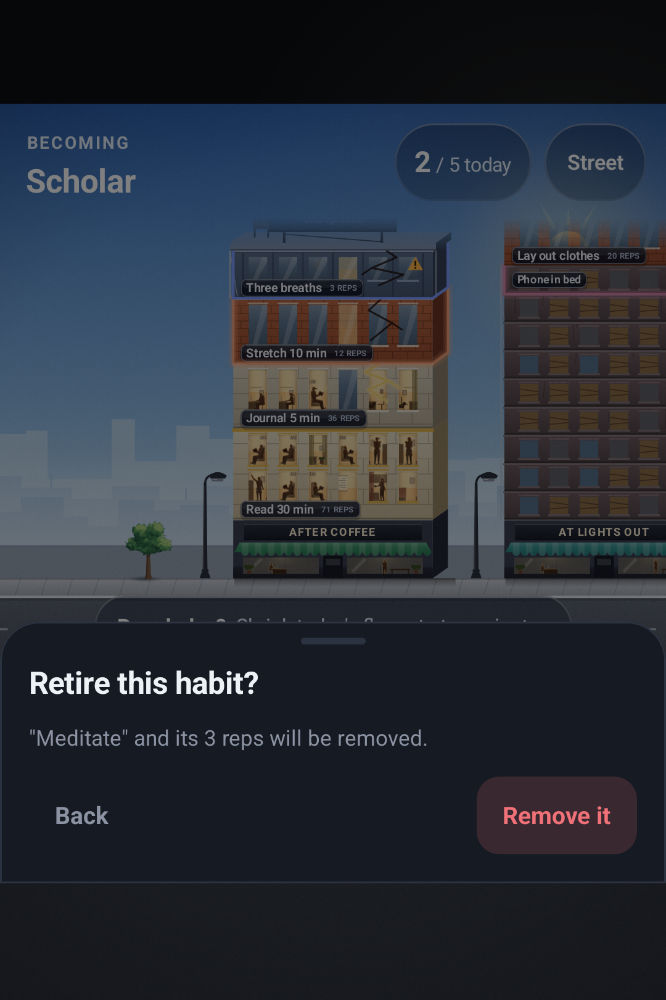 BECOMING
Scholar
2 / 5 today
Street
Three breaths 3 REPS
Stretch 10 min 12 REPS
Journal 5 min 36 REPS
Read 30 min 71 REPS
AFTER COFFEE
Lay out clothes 20 REPS
Phone in bed
AT LIGHTS OUT
Retire this habit?
"Meditate" and its 3 reps will be removed.
Back
Remove it